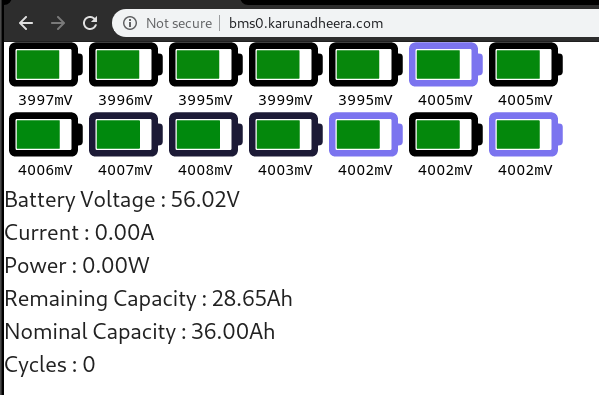 Not secure | bms0.karunadheera.com
3997mV 3996mV 3995mV 3999mV 3995mV 4005mV 4005mV
4006mV 4007mV 4008mV 4003mV 4002mV 4002mV 4002mV
Battery Voltage : 56.02V
Current : 0.00A
Power : 0.00W
Remaining Capacity : 28.65Ah
Nominal Capacity : 36.00Ah
Cycles : 0